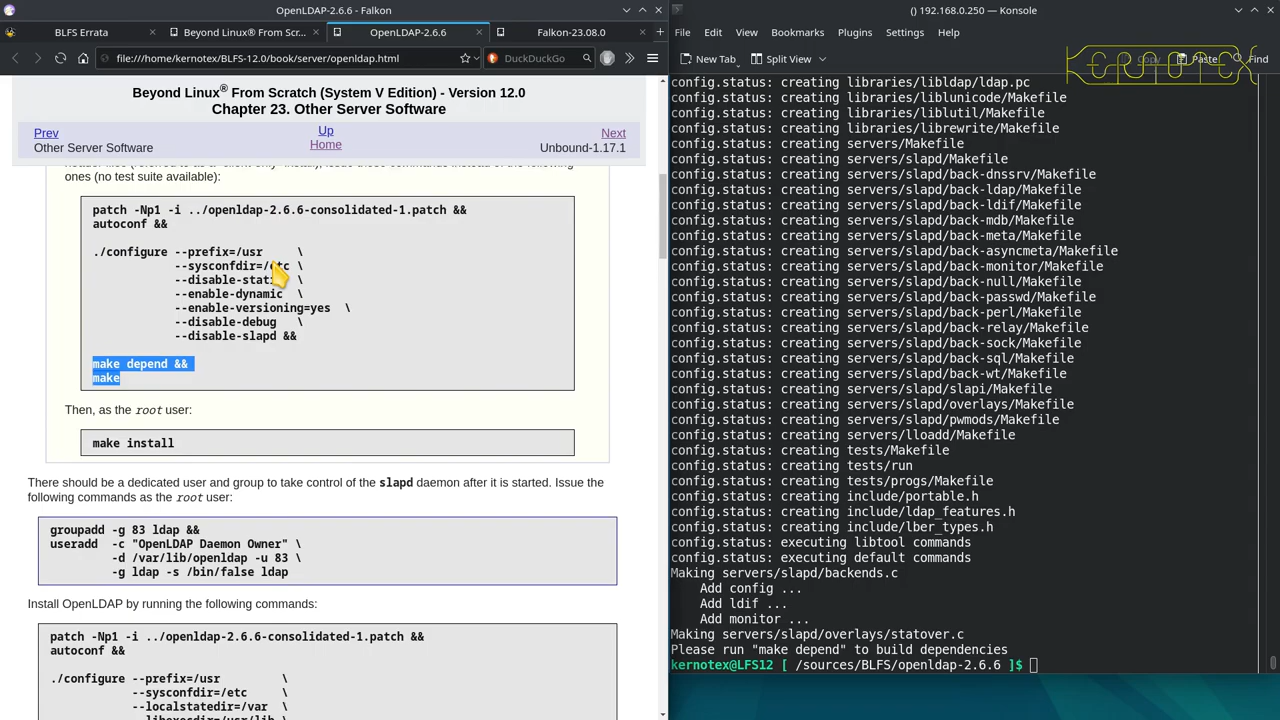 OpenLDAP-2.6.6 - Falkon
BLFS Errata
Beyond Linux® From Scr...
OpenLDAP-2.6.6
Falkon-23.08.0
file:///home/kernotex/BLFS-12.0/book/server/openldap.html
DuckDuckGo
Beyond Linux® From Scratch (System V Edition) - Version 12.0
Chapter 23. Other Server Software
Prev
Up
Next
Other Server Software
Home
Unbound-1.17.1
ones (no test suite available):
patch -Np1 -i ../openldap-2.6.6-consolidated-1.patch &&
autoconf &&
./configure --prefix=/usr \
--sysconfdir=/etc \
--disable-static \
--enable-dynamic \
--enable-versioning=yes \
--disable-debug \
--disable-slapd &&
make depend &&
make
Then, as the root user:
make install
There should be a dedicated user and group to take control of the slapd daemon after it is started. Issue the
following commands as the root user:
groupadd -g 83 ldap &&
useradd -c "OpenLDAP Daemon Owner" \
-d /var/lib/openldap -u 83 \
-g ldap -s /bin/false ldap
Install OpenLDAP by running the following commands:
patch -Np1 -i ../openldap-2.6.6-consolidated-1.patch &&
autoconf &&
./configure --prefix=/usr \
--sysconfdir=/etc \
--localstatedir=/var \
--libexecdir=/usr/lib \
() 192.168.0.250 — Konsole
File Edit View Bookmarks Plugins Settings Help
New Tab
Split View
Copy
Paste
Find
KERNOTEX
config.status: creating libraries/libldap/ldap.pc
config.status: creating libraries/liblunicode/Makefile
config.status: creating libraries/liblutil/Makefile
config.status: creating libraries/librewrite/Makefile
config.status: creating servers/Makefile
config.status: creating servers/slapd/Makefile
config.status: creating servers/slapd/back-dnssrv/Makefile
config.status: creating servers/slapd/back-ldap/Makefile
config.status: creating servers/slapd/back-ldif/Makefile
config.status: creating servers/slapd/back-mdb/Makefile
config.status: creating servers/slapd/back-meta/Makefile
config.status: creating servers/slapd/back-asyncmeta/Makefile
config.status: creating servers/slapd/back-monitor/Makefile
config.status: creating servers/slapd/back-null/Makefile
config.status: creating servers/slapd/back-passwd/Makefile
config.status: creating servers/slapd/back-perl/Makefile
config.status: creating servers/slapd/back-relay/Makefile
config.status: creating servers/slapd/back-sock/Makefile
config.status: creating servers/slapd/back-sql/Makefile
config.status: creating servers/slapd/back-wt/Makefile
config.status: creating servers/slapd/slapi/Makefile
config.status: creating servers/slapd/overlays/Makefile
config.status: creating servers/slapd/pwmods/Makefile
config.status: creating servers/lloadd/Makefile
config.status: creating tests/Makefile
config.status: creating tests/run
config.status: creating tests/progs/Makefile
config.status: creating include/portable.h
config.status: creating include/ldap_features.h
config.status: creating include/lber_types.h
config.status: executing libtool commands
config.status: executing default commands
Making servers/slapd/backends.c
Add config ...
Add ldif ...
Add monitor ...
Making servers/slapd/overlays/statover.c
Please run "make depend" to build dependencies
kernotex@LFS12 [ /sources/BLFS/openldap-2.6.6 ]$